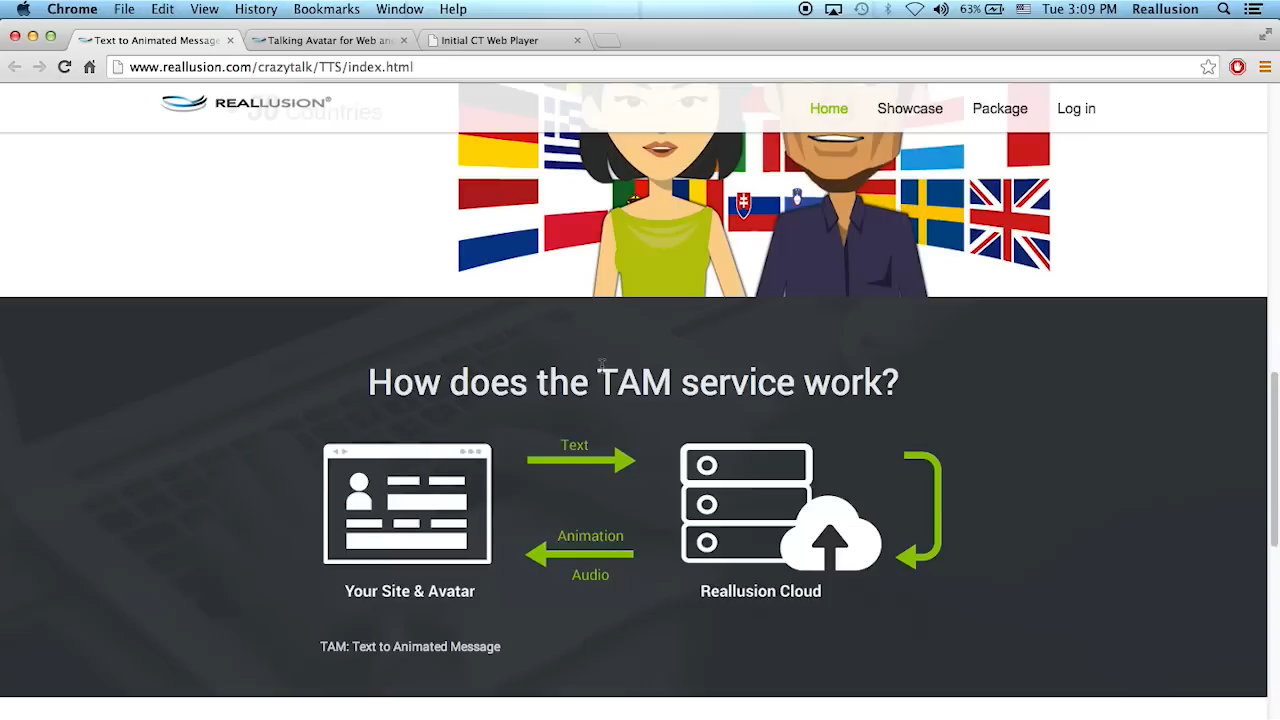 Chrome File Edit View History Bookmarks Window Help 63% Tue 3:09 PM Reallusion
Text to Animated Message Talking Avatar for Web an Initial CT Web Player
www.reallusion.com/crazytalk/TTS/index.html
REALLUSION® Home Showcase Package Log in
30 Countries
How does the TAM service work?
Text
Animation
Audio
Your Site & Avatar Reallusion Cloud
TAM: Text to Animated Message